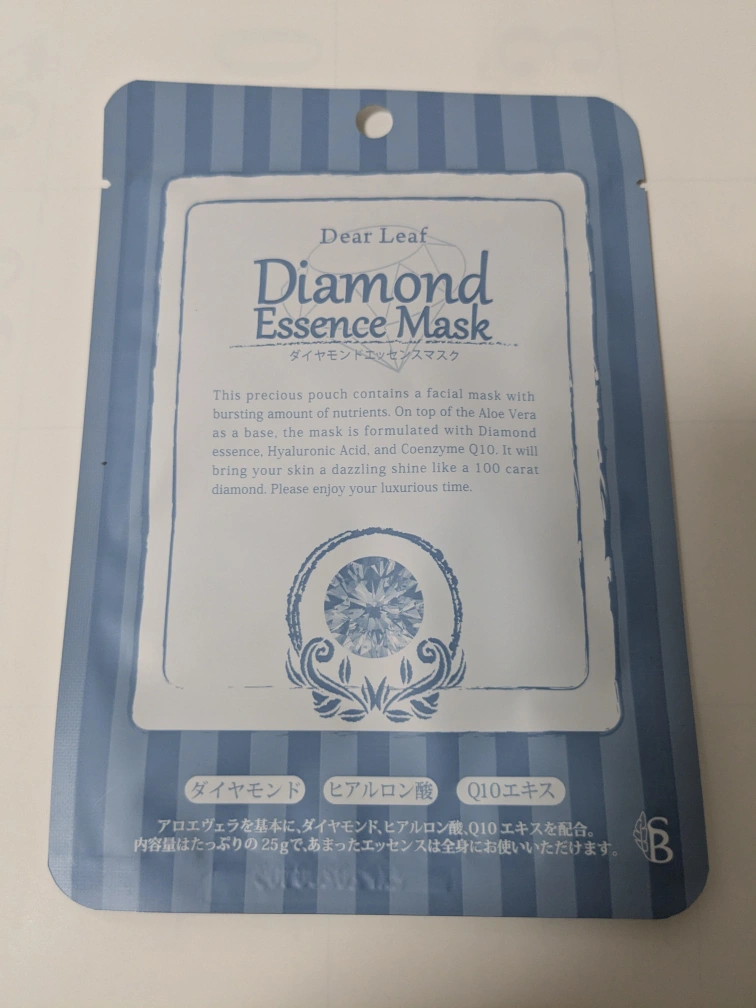 Dear Leaf
Diamond
Essence Mask
ダイヤモンドエッセンスマスク
This precious pouch contains a facial mask with
bursting amount of nutrients. On top of the Aloe Vera
as a base, the mask is formulated with Diamond
essence, Hyaluronic Acid, and Coenzyme Q10. It will
bring your skin a dazzling shine like a 100 carat
diamond. Please enjoy your luxurious time.
ダイヤモンド ヒアルロン酸 Q10エキス
アロエヴェラを基本に、ダイヤモンド、ヒアルロン酸、Q10 エキスを配合。
内容量はたっぷりの 25gで、あまったエッセンスは全身にお使いいただけます。
SB